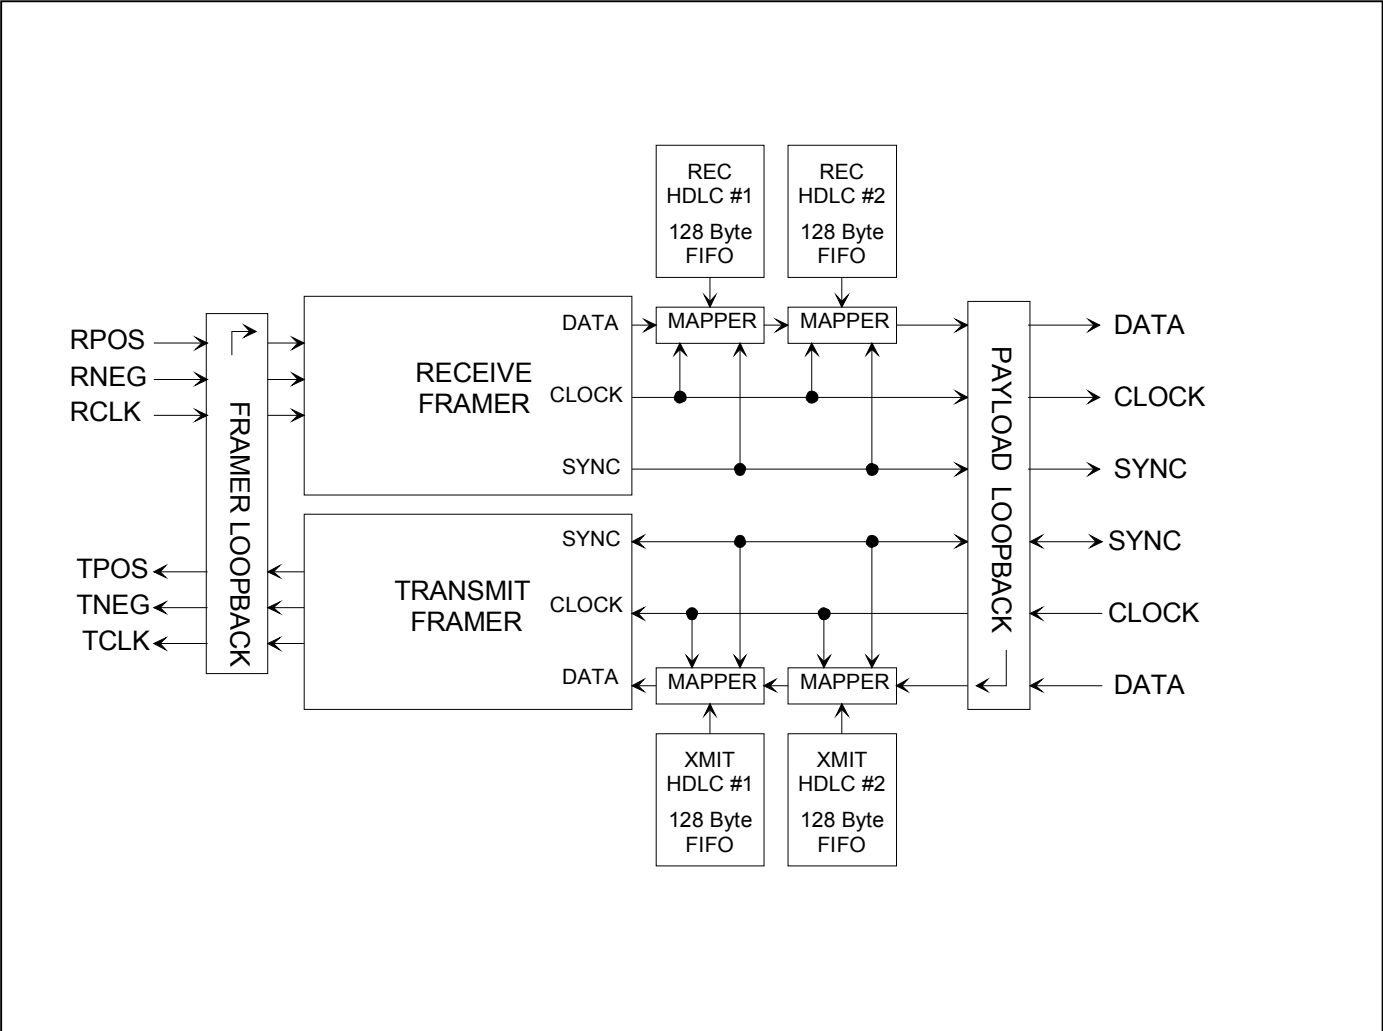 REC
HDLC #1
128 Byte
FIFO
REC
HDLC #2
128 Byte
FIFO
RPOS
RNEG
RCLK
FRAMER LOOPBACK
RECEIVE
FRAMER
DATA
CLOCK
SYNC
MAPPER
MAPPER
PAYLOAD LOOPBACK
DATA
CLOCK
SYNC
SYNC
CLOCK
DATA
TPOS
TNEG
TCLK
TRANSMIT
FRAMER
SYNC
CLOCK
DATA
MAPPER
MAPPER
XMIT
HDLC #1
128 Byte
FIFO
XMIT
HDLC #2
128 Byte
FIFO